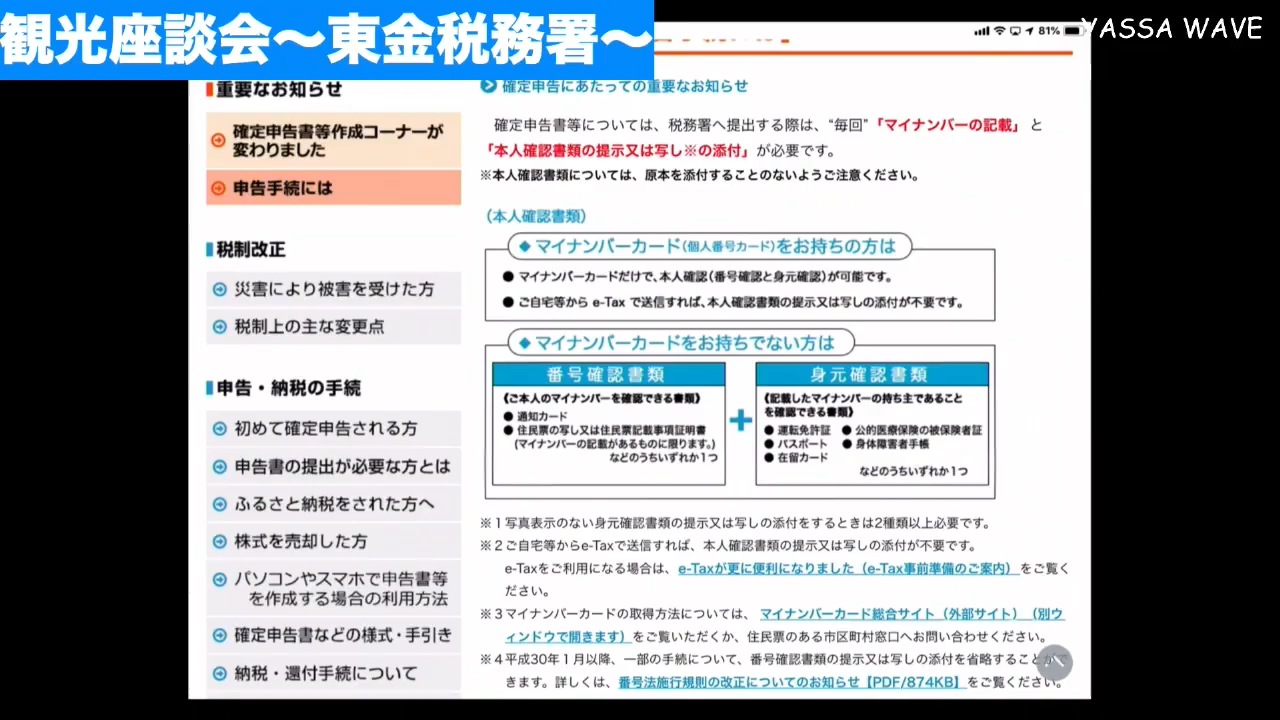 観光座談会〜東金税務署〜
81%
YASSA WAVE
重要なお知らせ
確定申告書等作成コーナーが
変わりました
申告手続には
税制改正
災害により被害を受けた方
税制上の主な変更点
申告・納税の手続
初めて確定申告される方
申告書の提出が必要な方とは
ふるさと納税をされた方へ
株式を売却した方
パソコンやスマホで申告書等
を作成する場合の利用方法
確定申告書などの様式・手引き
納税・還付手続について
確定申告にあたっての重要なお知らせ
確定申告書等については、税務署へ提出する際は、“毎回”「マイナンバーの記載」と
「本人確認書類の提示又は写し※の添付」が必要です。
※本人確認書類については、原本を添付することのないようご注意ください。
（本人確認書類）
◆マイナンバーカード（個人番号カード）をお持ちの方は
● マイナンバーカードだけで、本人確認（番号確認と身元確認）が可能です。
● ご自宅等から e-Tax で送信すれば、本人確認書類の提示又は写しの添付が不要です。
◆マイナンバーカードをお持ちでない方は
番号確認書類
《ご本人のマイナンバーを確認できる書類》
● 通知カード
● 住民票の写し又は住民票記載事項証明書
（マイナンバーの記載があるものに限ります。）
などのうちいずれか1つ
+
身元確認書類
《記載したマイナンバーの持ち主であること
を確認できる書類》
● 運転免許証 ● 公的医療保険の被保険者証
● パスポート ● 身体障害者手帳
● 在留カード
などのうちいずれか1つ
※１写真表示のない身元確認書類の提示又は写しの添付をするときは2種類以上必要です。
※２ご自宅等からe-Taxで送信すれば、本人確認書類の提示又は写しの添付が不要です。
e-Taxをご利用になる場合は、e-Taxが更に便利になりました（e-Tax事前準備のご案内）をご覧く
ださい。
※３マイナンバーカードの取得方法については、マイナンバーカード総合サイト（外部サイト）（別ウ
ィンドウで開きます）をご覧いただくか、住民票のある市区町村窓口へお問い合わせください。
※４平成30年１月以降、一部の手続について、番号確認書類の提示又は写しの添付を省略することがで
きます。詳しくは、番号法施行規則の改正についてのお知らせ【PDF/874KB】をご覧ください。